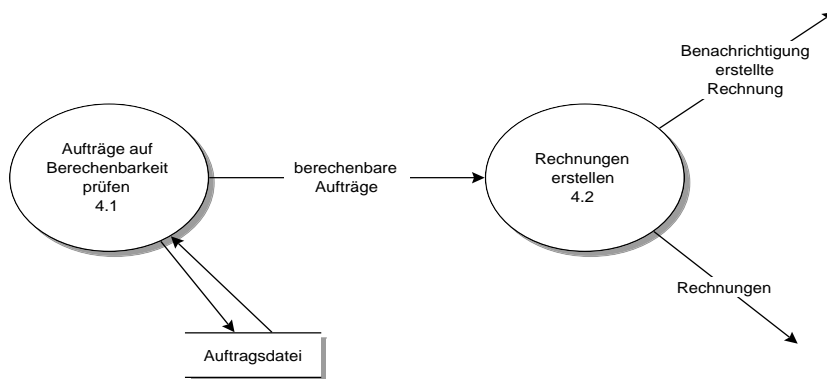 Benachrichtigung
erstellte
Rechnung
Aufträge auf
Berechenbarkeit
prüfen
4.1
berechenbare
Aufträge
Rechnungen
erstellen
4.2
Rechnungen
Auftragsdatei